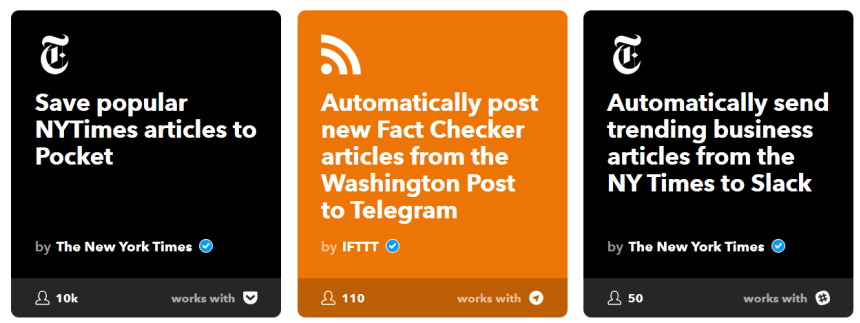 Save popular
NYTimes articles to
Pocket
by The New York Times
10k
works with
Automatically post
new Fact Checker
articles from the
Washington Post
to Telegram
by IFTTT
110
works with
Automatically send
trending business
articles from the
NY Times to Slack
by The New York Times
50
works with